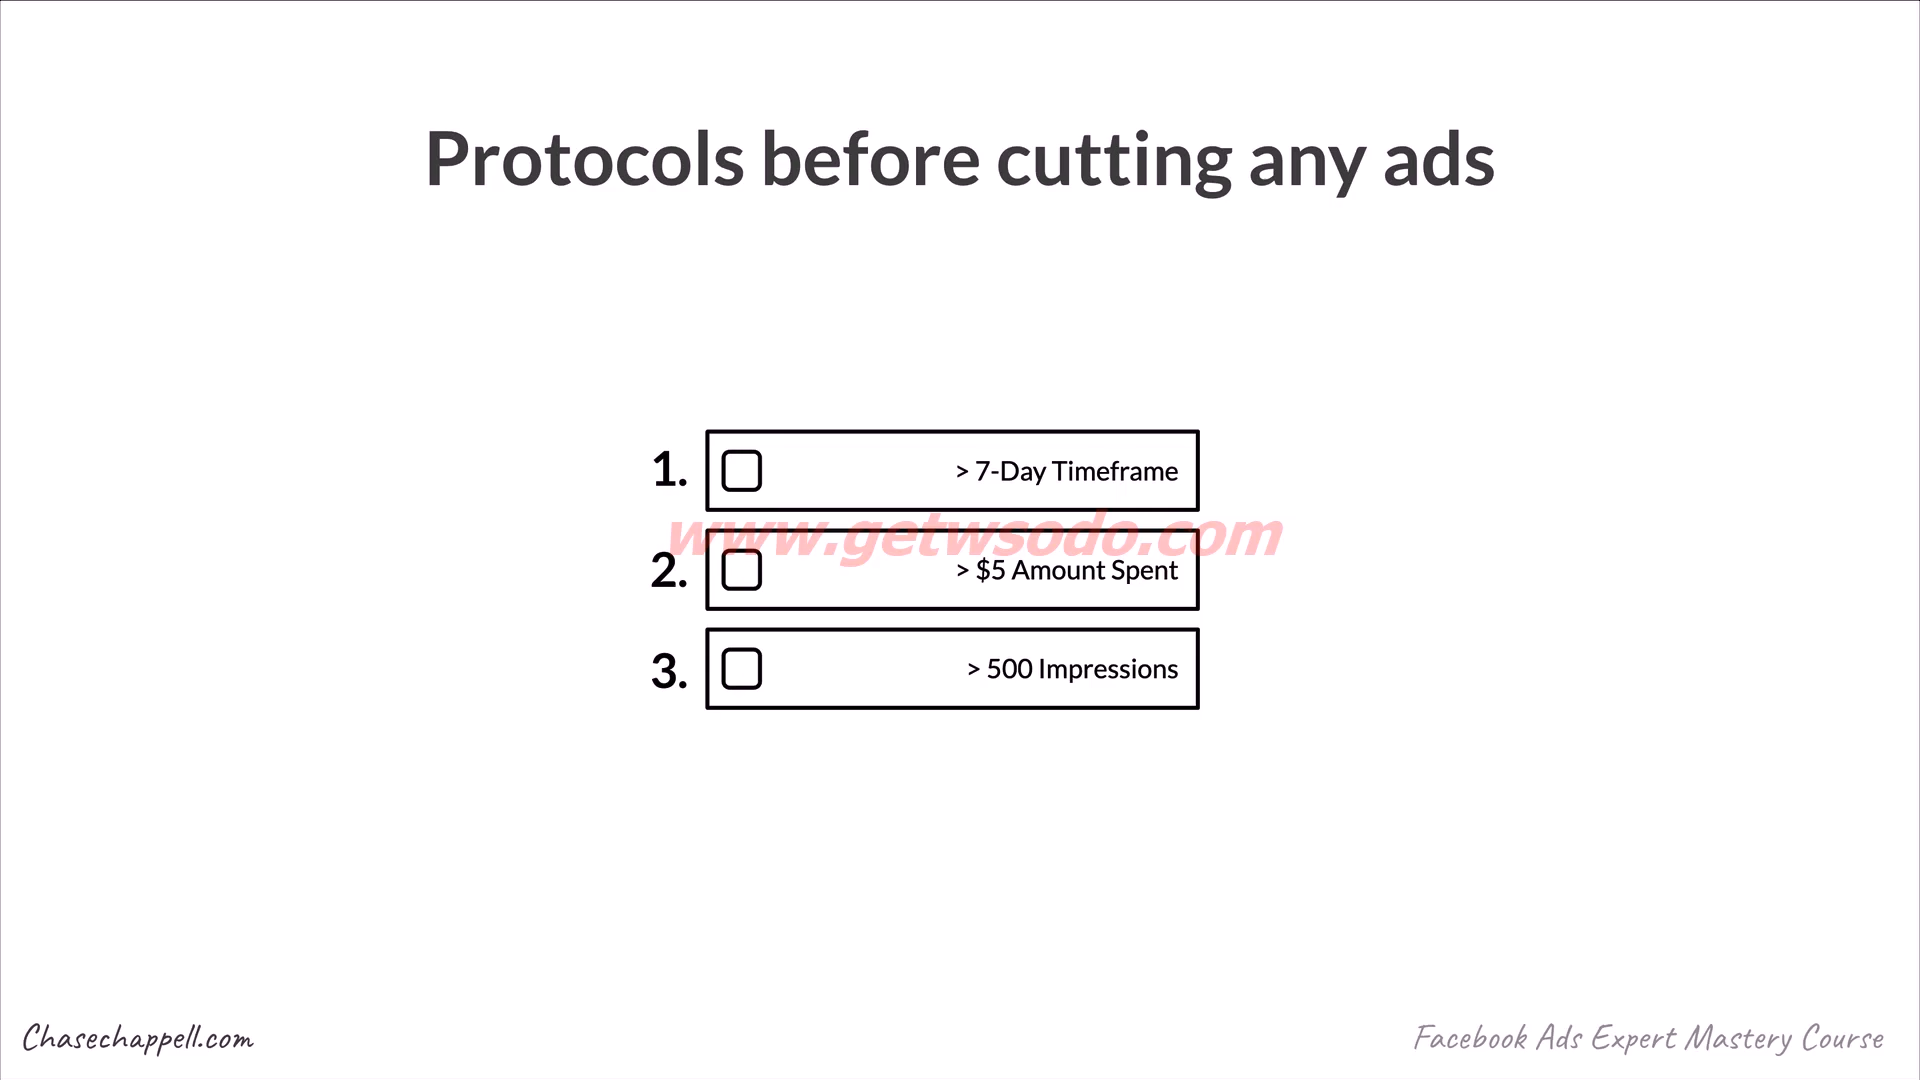 Protocols before cutting any ads
1. > 7-Day Timeframe
www.getwsodo.com
2. > $5 Amount Spent
3. > 500 Impressions
Chasechappell.com
Facebook Ads Expert Mastery Course